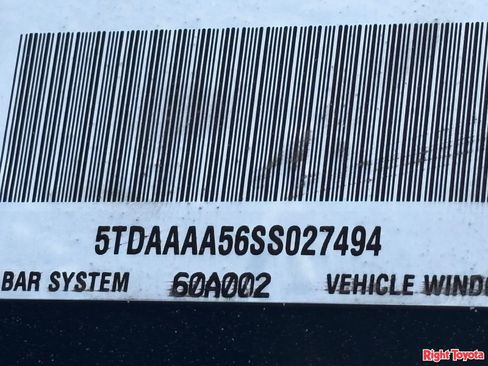 5TDAAAA56SS027494
BAR SYSTEM 60A002 VEHICLE WINDO
Right Toyota